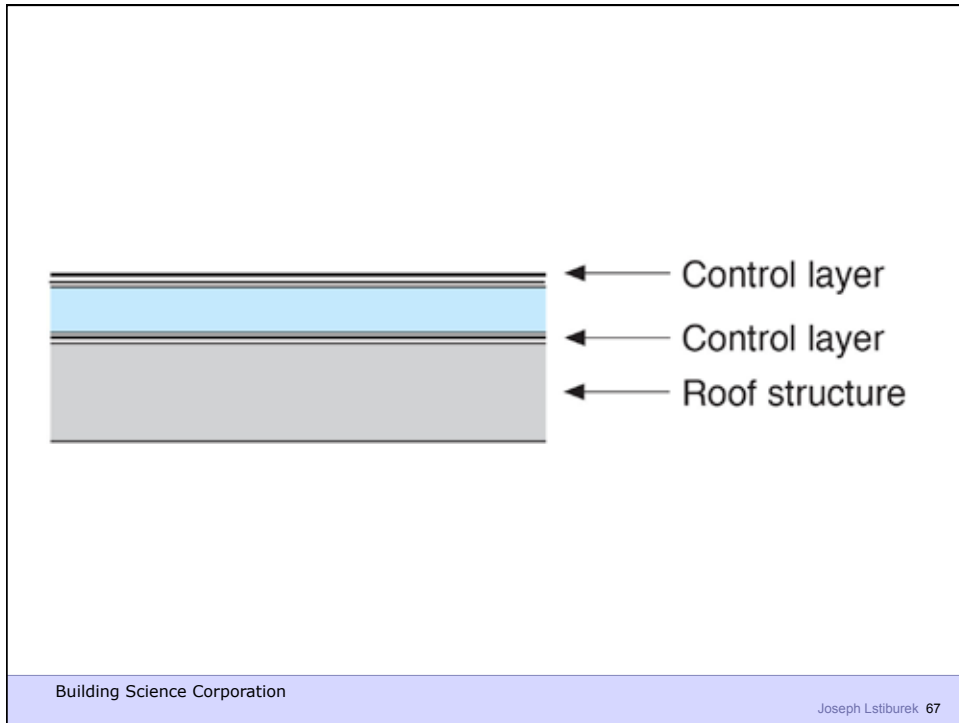 Control layer
Control layer
Roof structure
Building Science Corporation
Joseph Lstiburek 67